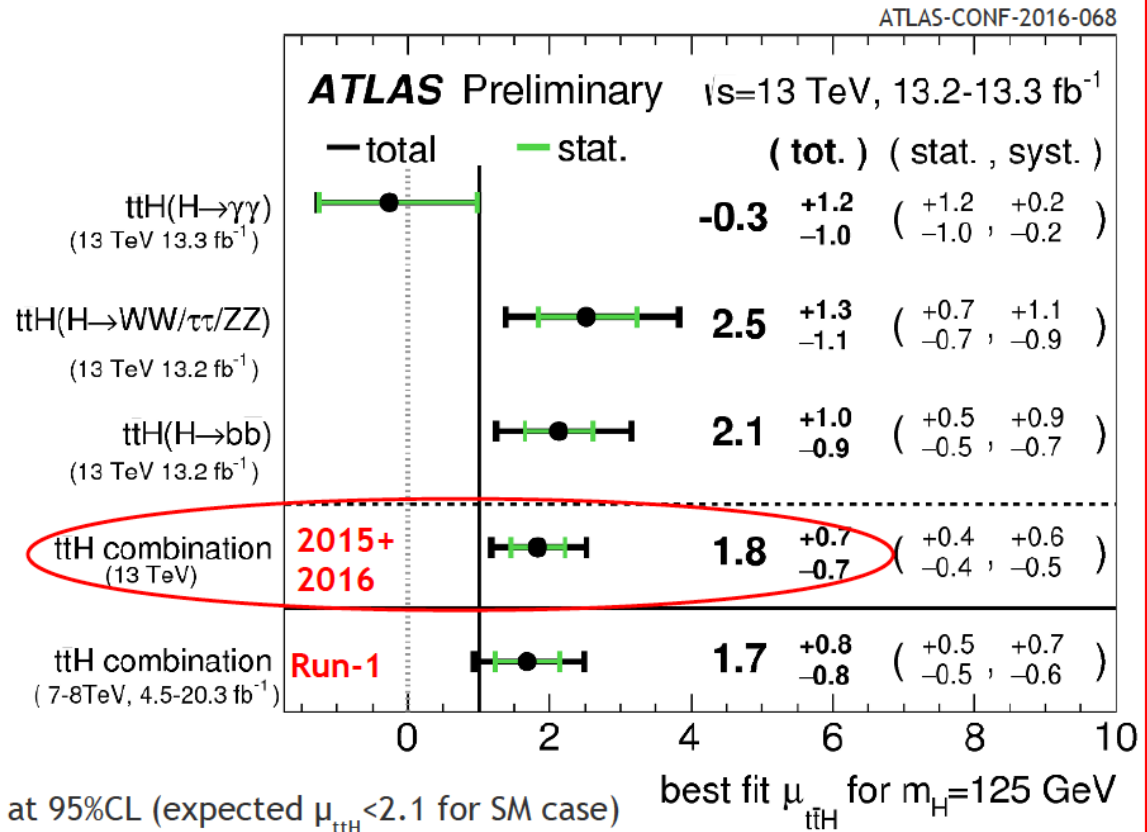 ATLAS-CONF-2016-068
ATLAS Preliminary √s=13 TeV, 13.2-13.3 fb⁻¹
total stat. ( tot. ) ( stat. , syst. )
tt̄H(H→γγ) -0.3 +1.2 −1.0 ( +1.2 −1.0 , +0.2 −0.2 )
(13 TeV 13.3 fb⁻¹)
tt̄H(H→WW/ττ/ZZ) 2.5 +1.3 −1.1 ( +0.7 −0.7 , +1.1 −0.9 )
(13 TeV 13.2 fb⁻¹)
tt̄H(H→bb̄) 2.1 +1.0 −0.9 ( +0.5 −0.5 , +0.9 −0.7 )
(13 TeV 13.2 fb⁻¹)
tt̄H combination 2015+ 1.8 +0.7 −0.7 ( +0.4 −0.4 , +0.6 −0.5 )
(13 TeV) 2016
tt̄H combination Run-1 1.7 +0.8 −0.8 ( +0.5 −0.5 , +0.7 −0.6 )
( 7-8TeV, 4.5-20.3 fb⁻¹)
0 2 4 6 8 10
best fit μtt̄H for mH=125 GeV
at 95%CL (expected μttH<2.1 for SM case)